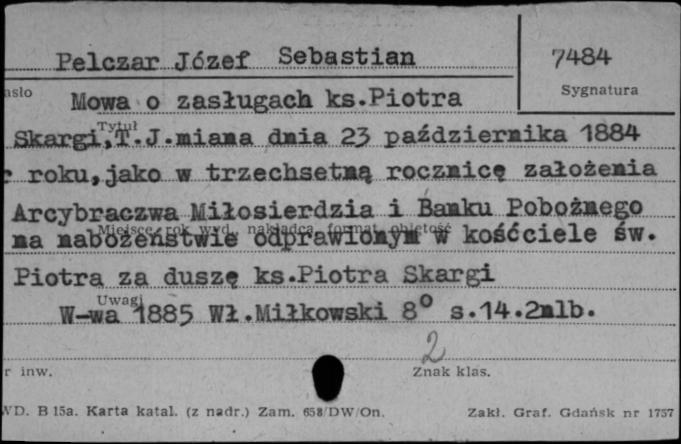 Pelczar Józef Sebastian
7484
Sygnatura
asło
Mowa o zasługach ks.Piotra
Tytuł
Skargi,T.J.miana dnia 23 października 1884
r roku,jako w trzechsetną rocznicę założenia
Arcybraczwa Miłosierdzia i Banku Pobożnego
Miejsce rok wyd. nakładca format objętość
na nabożeństwie odprawionym w kośćciele św.
Piotra za duszę ks.Piotra Skargi
Uwagi
W-wa 1885 Wł.Miłkowski 8° s.14.2nlb.
2
r inw.
Znak klas.
WD. B 15a. Karta katal. (z nadr.) Zam. 658/DW/On.
Zakł. Graf. Gdańsk nr 1757